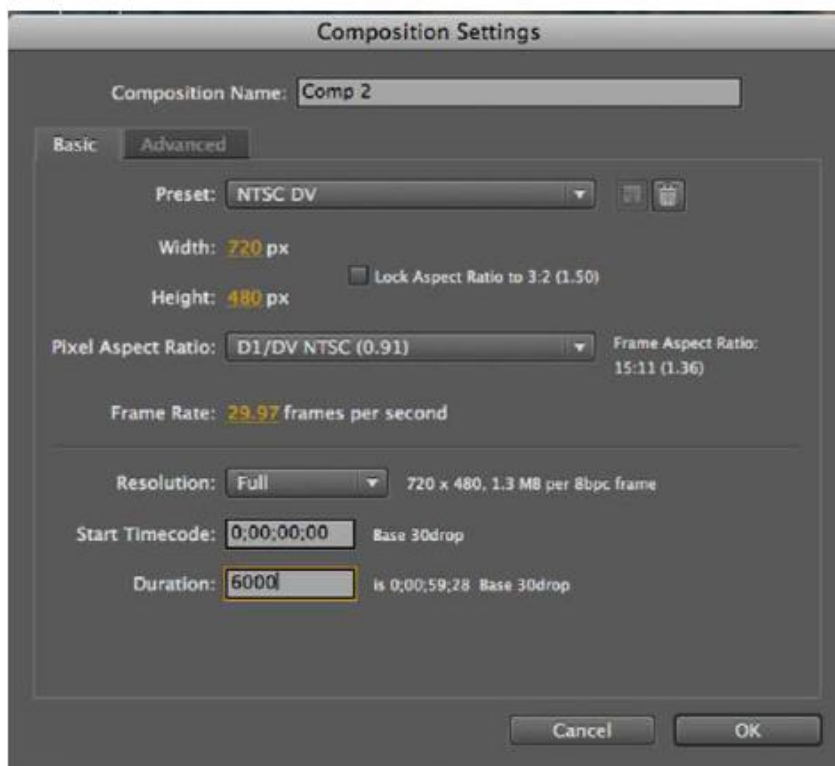 Composition Settings
Composition Name: Comp 2
Basic Advanced
Preset: NTSC DV
Width: 720 px
Lock Aspect Ratio to 3:2 (1.50)
Height: 480 px
Pixel Aspect Ratio: D1/DV NTSC (0.91)
Frame Aspect Ratio:
15:11 (1.36)
Frame Rate: 29.97 frames per second
Resolution: Full 720 x 480, 1.3 MB per 8bpc frame
Start Timecode: 0;00;00;00 Base 30drop
Duration: 6000 is 0;00;59;28 Base 30drop
Cancel OK